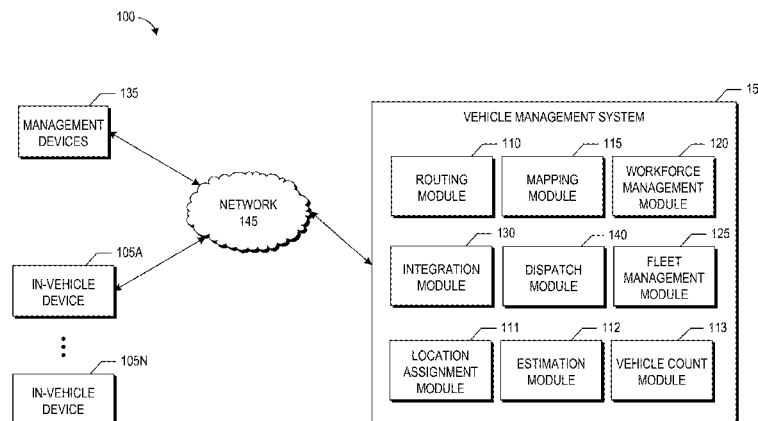 100
135
MANAGEMENT
DEVICES
NETWORK
145
105A
IN-VEHICLE
DEVICE
105N
IN-VEHICLE
DEVICE
15
VEHICLE MANAGEMENT SYSTEM
110
ROUTING
MODULE
115
MAPPING
MODULE
120
WORKFORCE
MANAGEMENT
MODULE
130
INTEGRATION
MODULE
140
DISPATCH
MODULE
125
FLEET
MANAGEMENT
MODULE
111
LOCATION
ASSIGNMENT
MODULE
112
ESTIMATION
MODULE
113
VEHICLE COUNT
MODULE